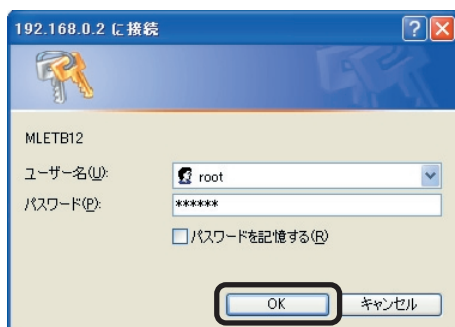 192.168.0.2 に接続
MLETB12
ユーザー名(U):
root
パスワード(P):
******
パスワードを記憶する(R)
OK
キャンセル